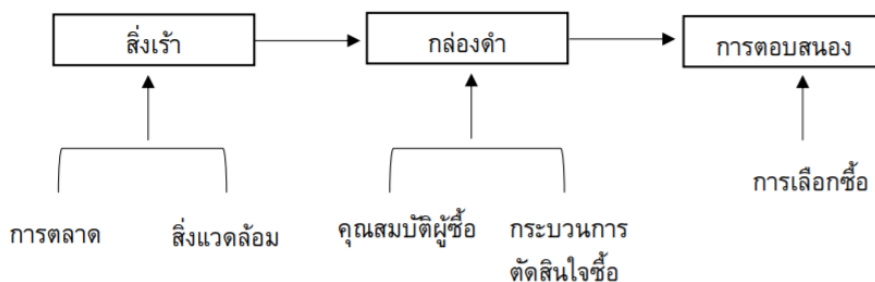 สิ่งเร้า
กล่องดำ
การตอบสนอง
การตลาด
สิ่งแวดล้อม
คุณสมบัติผู้ซื้อ
กระบวนการ
ตัดสินใจซื้อ
การเลือกซื้อ